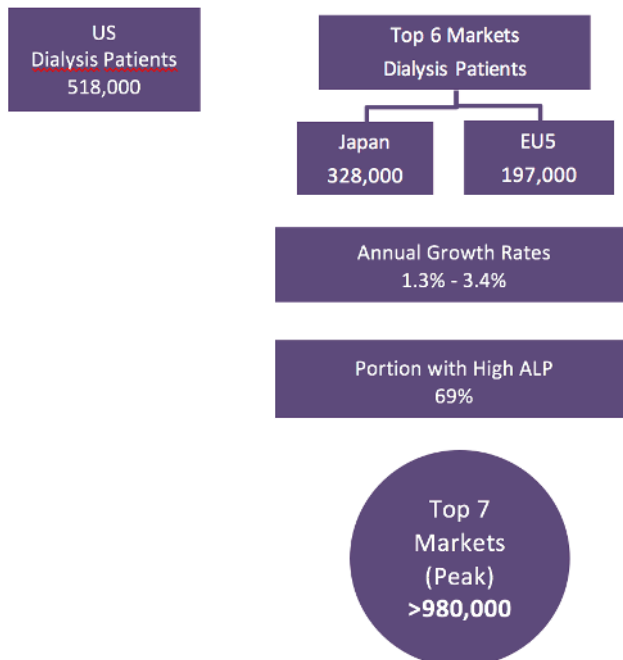 US
Dialysis Patients
518,000
Top 6 Markets
Dialysis Patients
Japan
328,000
EU5
197,000
Annual Growth Rates
1.3% - 3.4%
Portion with High ALP
69%
Top 7
Markets
(Peak)
>980,000